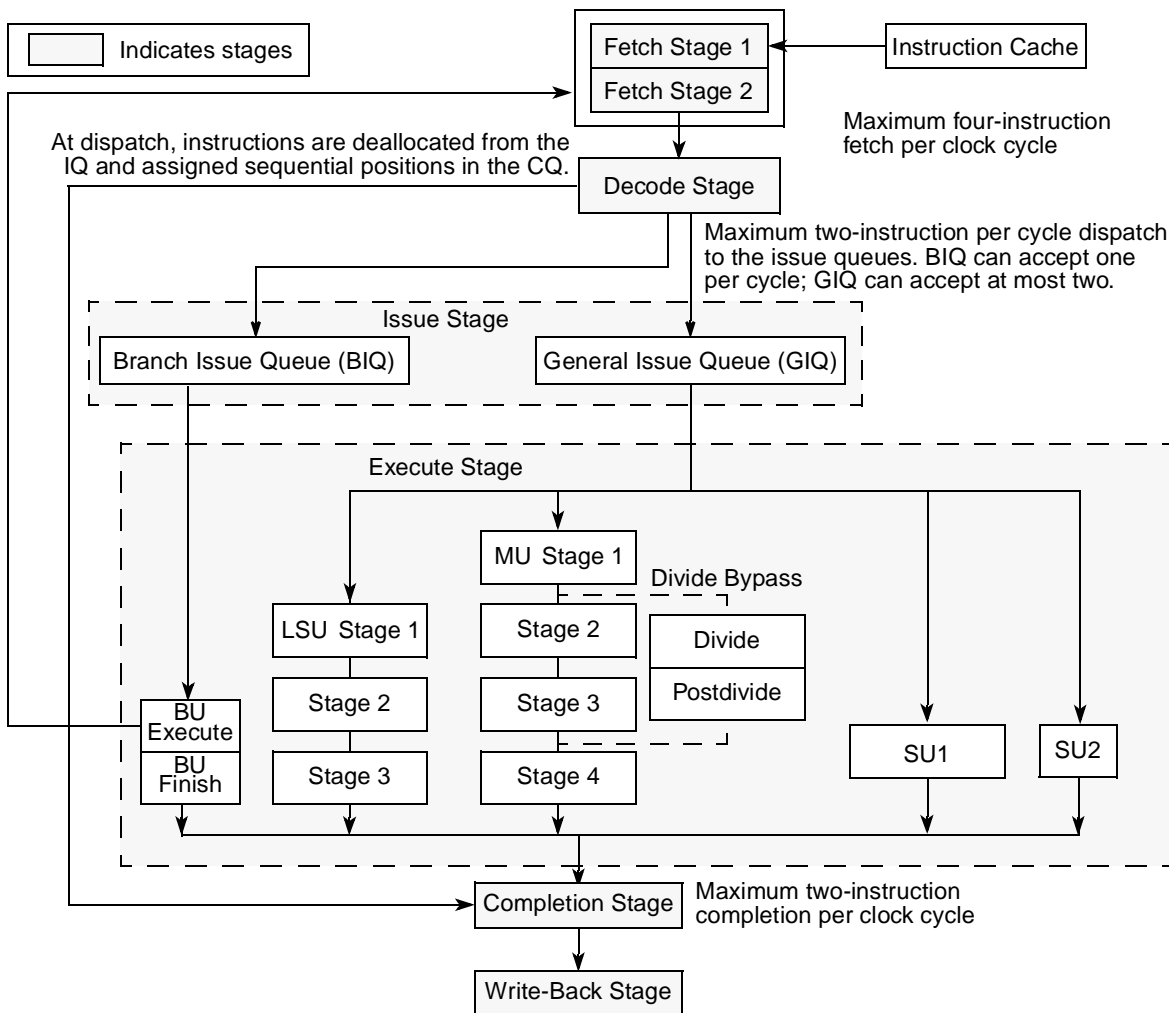 Indicates stages
Fetch Stage 1
Instruction Cache
Fetch Stage 2
Maximum four-instruction
fetch per clock cycle
At dispatch, instructions are deallocated from the
IQ and assigned sequential positions in the CQ.
Decode Stage
Maximum two-instruction per cycle dispatch
to the issue queues. BIQ can accept one
per cycle; GIQ can accept at most two.
Issue Stage
Branch Issue Queue (BIQ)
General Issue Queue (GIQ)
Execute Stage
MU Stage 1
Divide Bypass
LSU Stage 1
Stage 2
Divide
Stage 2
Stage 3
Postdivide
BU
Execute
BU
Finish
Stage 3
Stage 4
SU1
SU2
Completion Stage
Maximum two-instruction
completion per clock cycle
Write-Back Stage